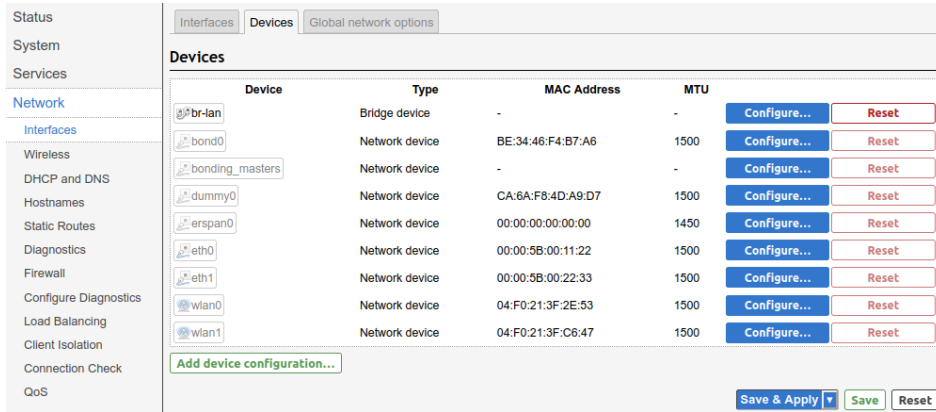 Status
System
Services
Network
Interfaces
Wireless
DHCP and DNS
Hostnames
Static Routes
Diagnostics
Firewall
Configure Diagnostics
Load Balancing
Client Isolation
Connection Check
QoS
Interfaces Devices Global network options
Devices
Device Type MAC Address MTU
br-lan Bridge device - - Configure... Reset
bond0 Network device BE:34:46:F4:B7:A6 1500 Configure... Reset
bonding_masters Network device - - Configure... Reset
dummy0 Network device CA:6A:F8:4D:A9:D7 1500 Configure... Reset
erspan0 Network device 00:00:00:00:00:00 1450 Configure... Reset
eth0 Network device 00:00:5B:00:11:22 1500 Configure... Reset
eth1 Network device 00:00:5B:00:22:33 1500 Configure... Reset
wlan0 Network device 04:F0:21:3F:2E:53 1500 Configure... Reset
wlan1 Network device 04:F0:21:3F:C6:47 1500 Configure... Reset
Add device configuration...
Save & Apply Save Reset